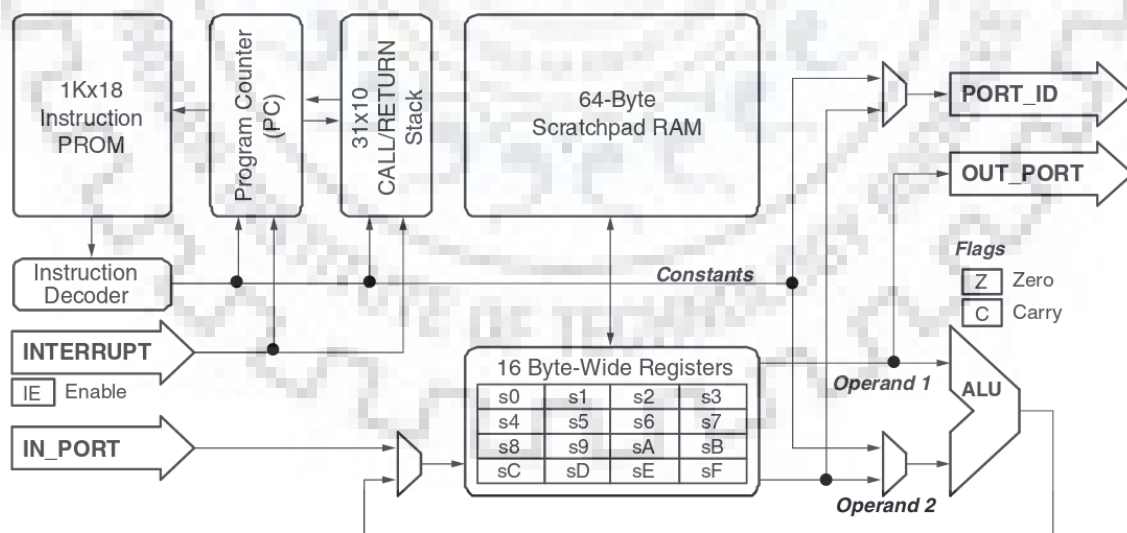 1Kx18
Instruction
PROM
Program Counter
(PC)
31x10
CALL/RETURN
Stack
64-Byte
Scratchpad RAM
PORT_ID
OUT_PORT
Instruction
Decoder
Constants
Flags
Z Zero
C Carry
INTERRUPT
IE Enable
IN_PORT
16 Byte-Wide Registers
s0 s1 s2 s3
s4 s5 s6 s7
s8 s9 sA sB
sC sD sE sF
Operand 1
ALU
Operand 2